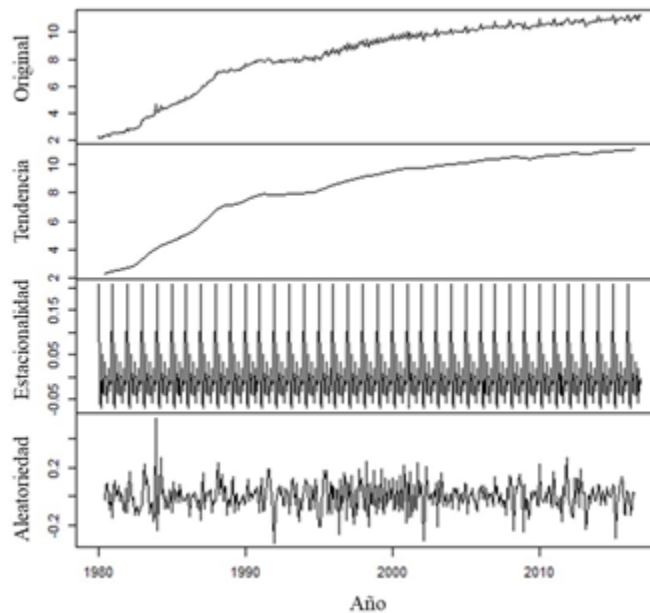 Original
2 4 6 8 10
Tendencia
2 4 6 8 10
Estacionalidad
-0.05 0.05 0.15
Aleatoriedad
-0.2 0.2
1980 1990 2000 2010
Año